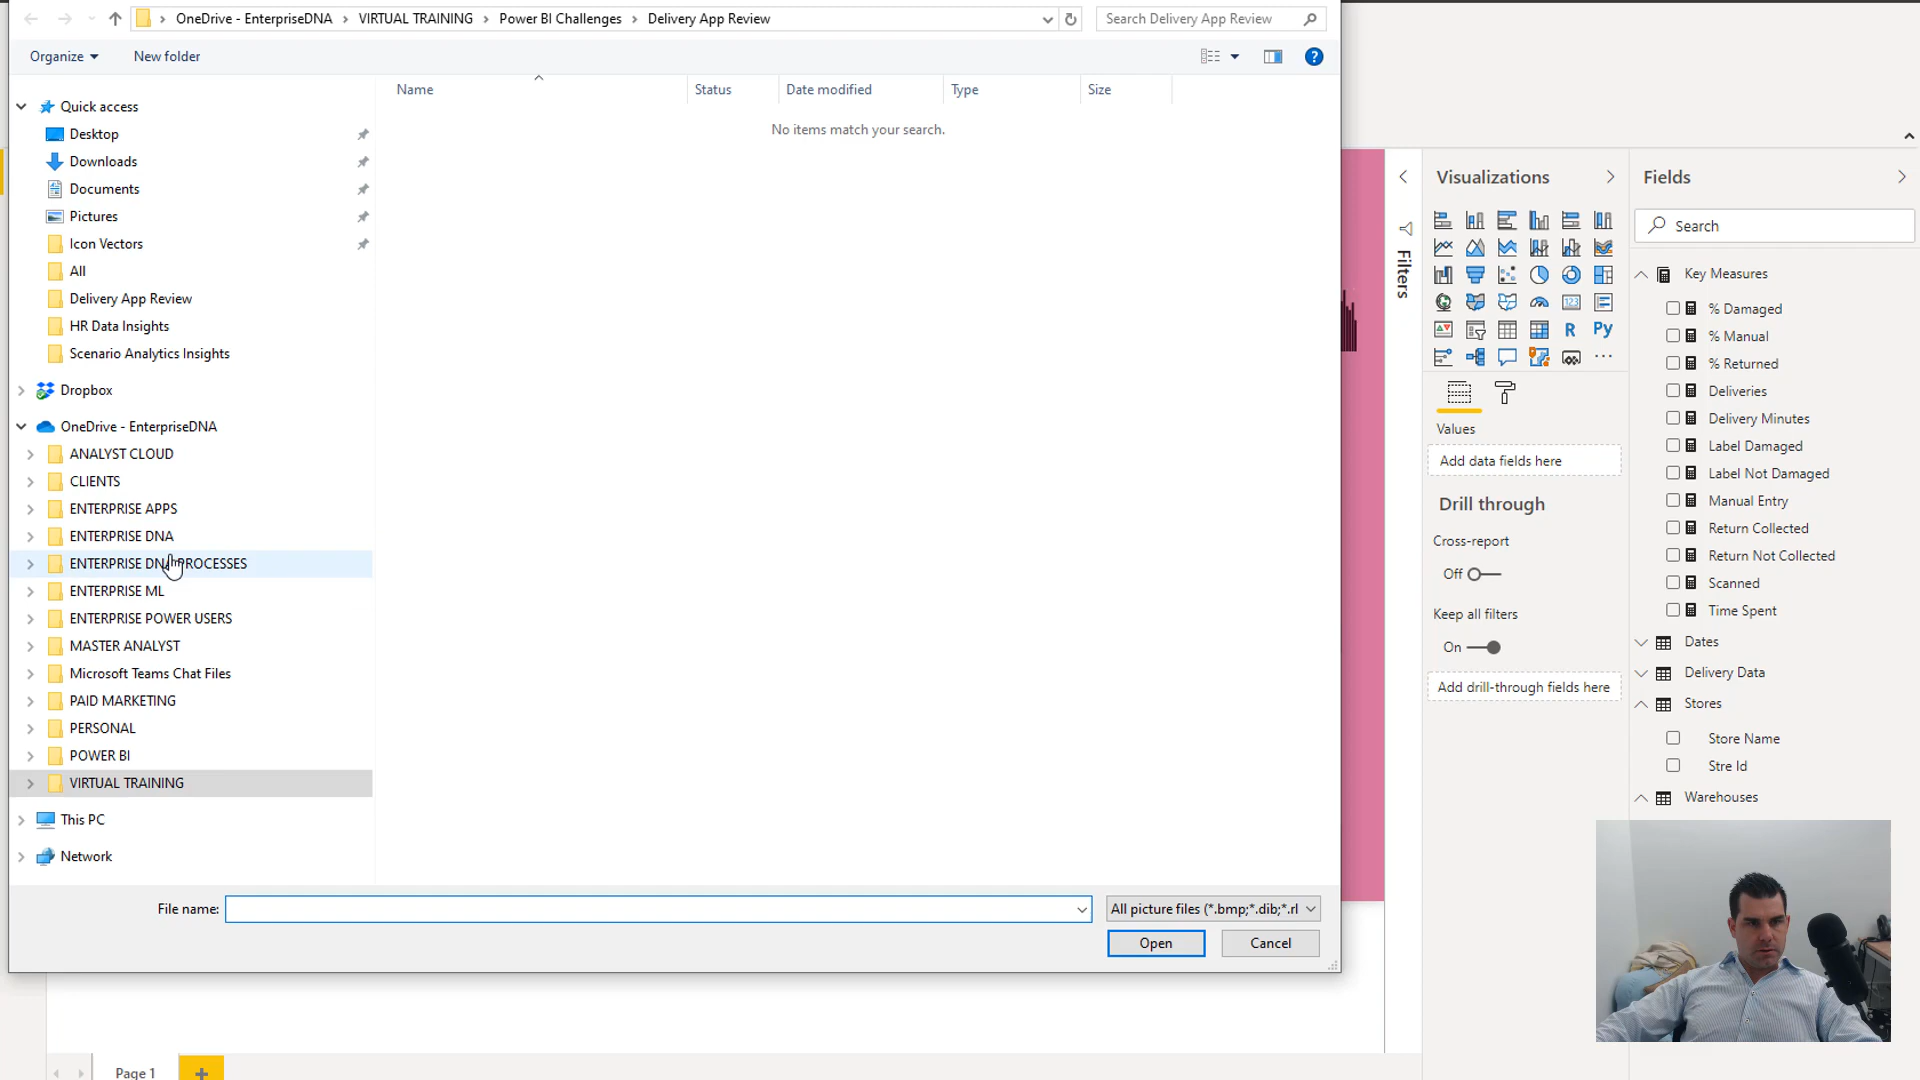 OneDrive - EnterpriseDNA > VIRTUAL TRAINING > Power BI Challenges > Delivery App Review
Search Delivery App Review
Organize
New folder
Name
Status
Date modified
Type
Size
No items match your search.
Quick access
Desktop
Downloads
Documents
Pictures
Icon Vectors
All
Delivery App Review
HR Data Insights
Scenario Analytics Insights
Dropbox
OneDrive - EnterpriseDNA
ANALYST CLOUD
CLIENTS
ENTERPRISE APPS
ENTERPRISE DNA
ENTERPRISE DNA PROCESSES
ENTERPRISE ML
ENTERPRISE POWER USERS
MASTER ANALYST
Microsoft Teams Chat Files
PAID MARKETING
PERSONAL
POWER BI
VIRTUAL TRAINING
This PC
Network
File name:
All picture files (*.bmp;*.dib;*.rl
Open
Cancel
Page 1
Filters
Visualizations
R
Py
Values
Add data fields here
Drill through
Cross-report
Off
Keep all filters
On
Add drill-through fields here
Fields
Search
Key Measures
% Damaged
% Manual
% Returned
Deliveries
Delivery Minutes
Label Damaged
Label Not Damaged
Manual Entry
Return Collected
Return Not Collected
Scanned
Time Spent
Dates
Delivery Data
Stores
Store Name
Stre Id
Warehouses